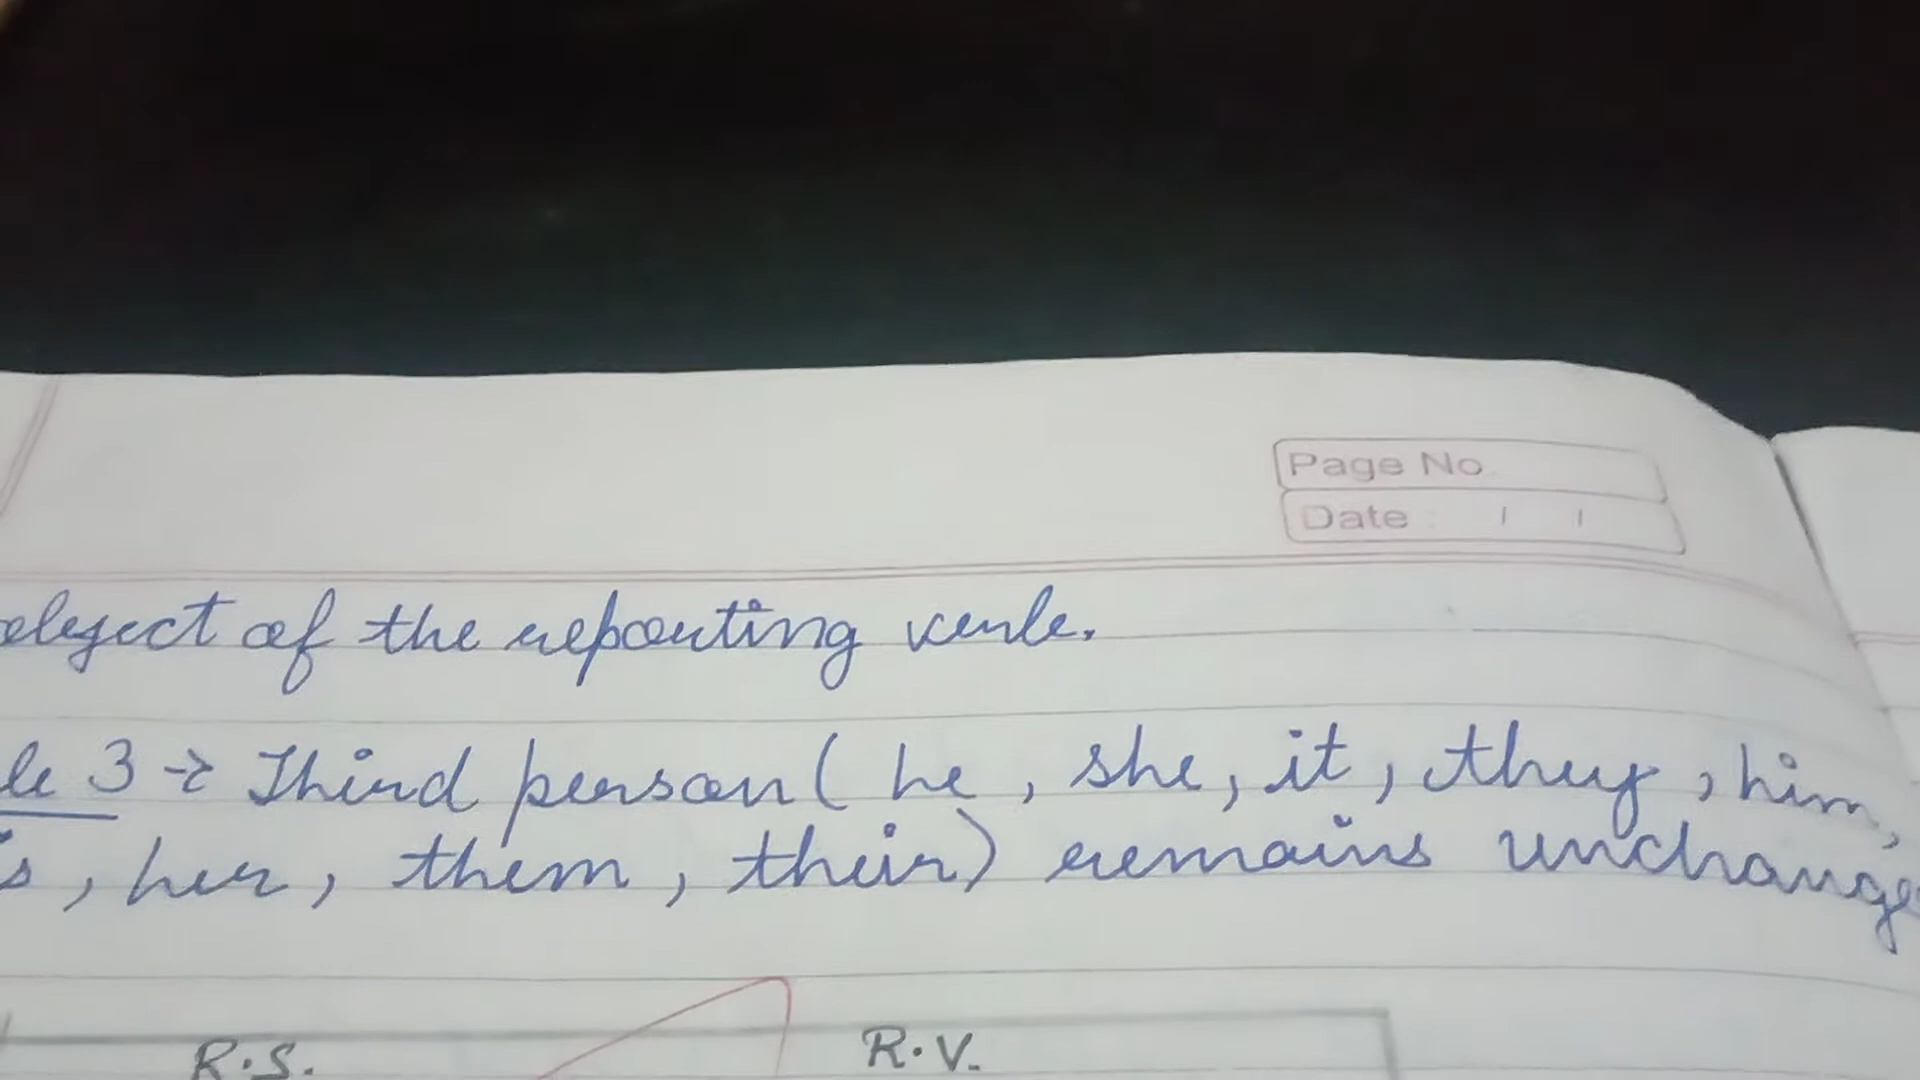 Page No.
Date : / /
object of the reporting verb.
le 3 → Third person ( he , she, it , they , him,
s , her , them , their) remains unchange
R.S. R.V.